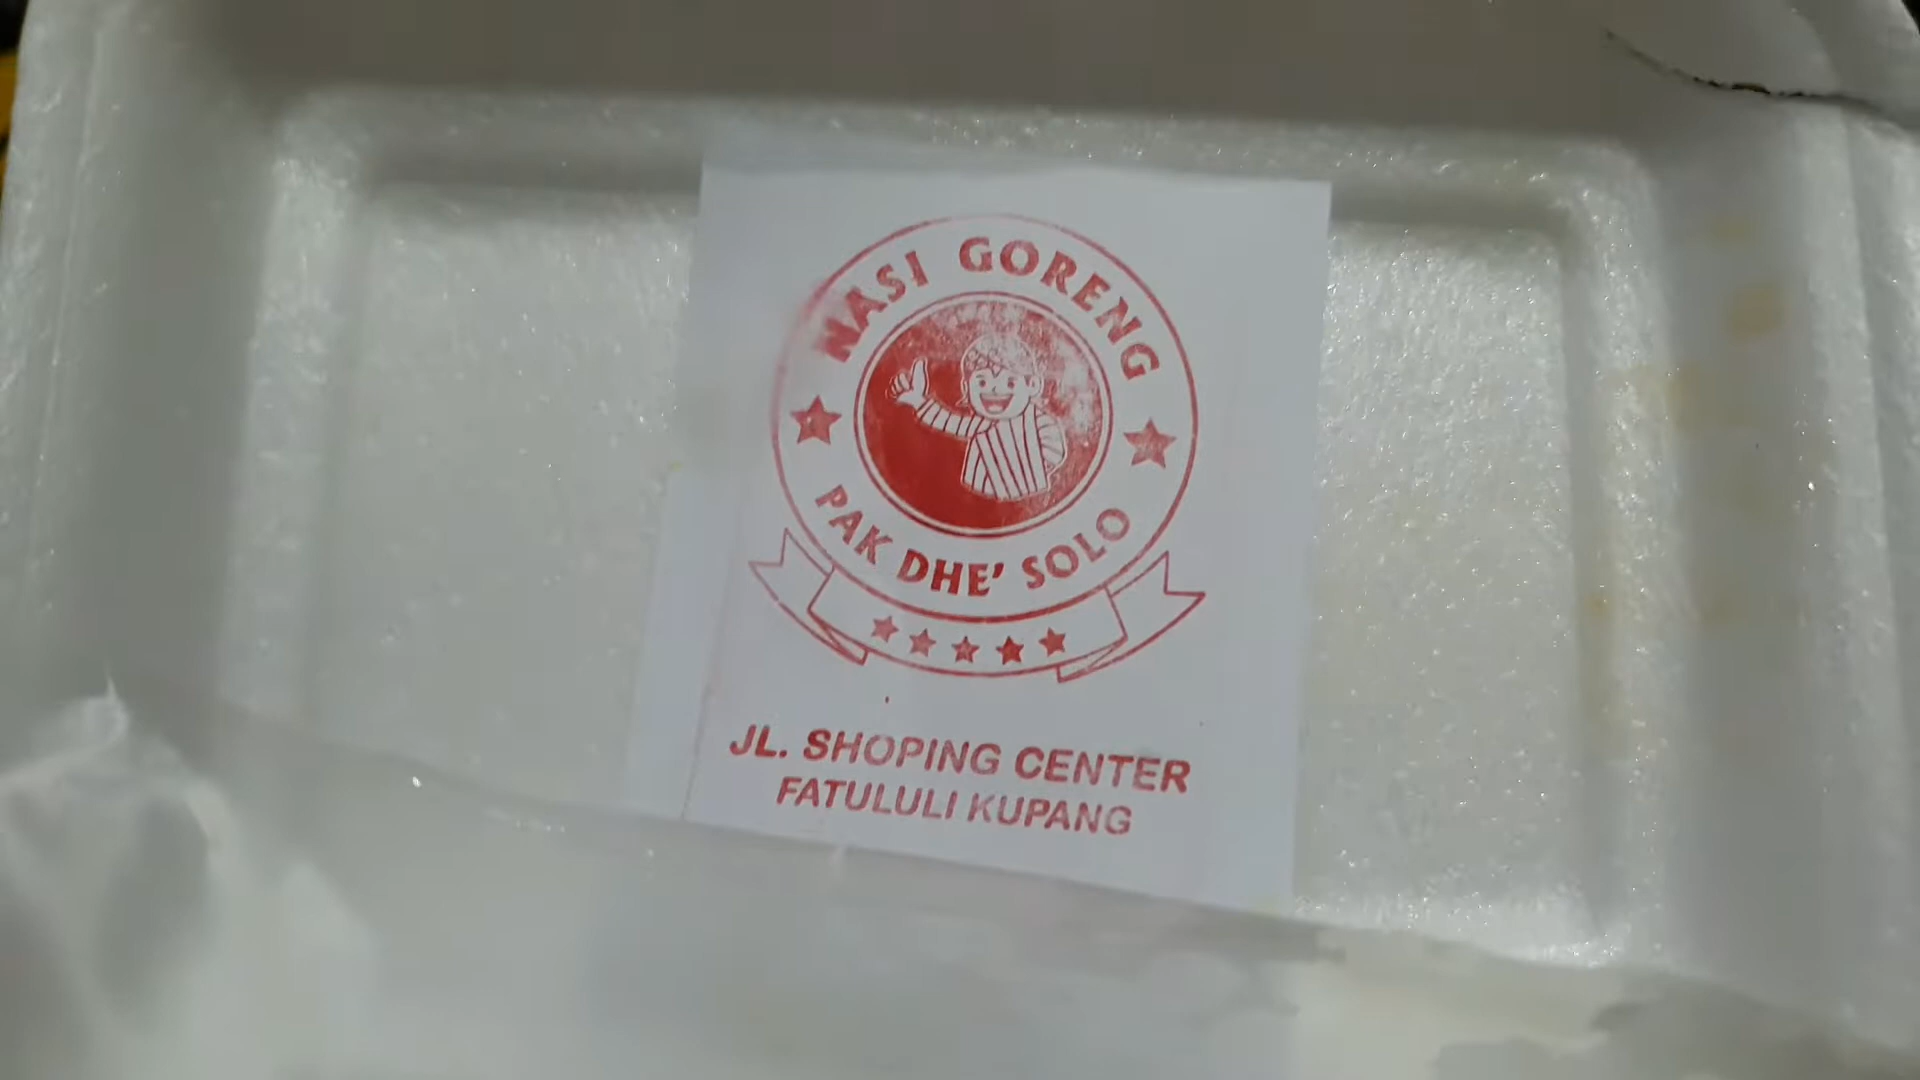 NASI GORENG
PAK DHE' SOLO
JL. SHOPING CENTER
FATULULI KUPANG